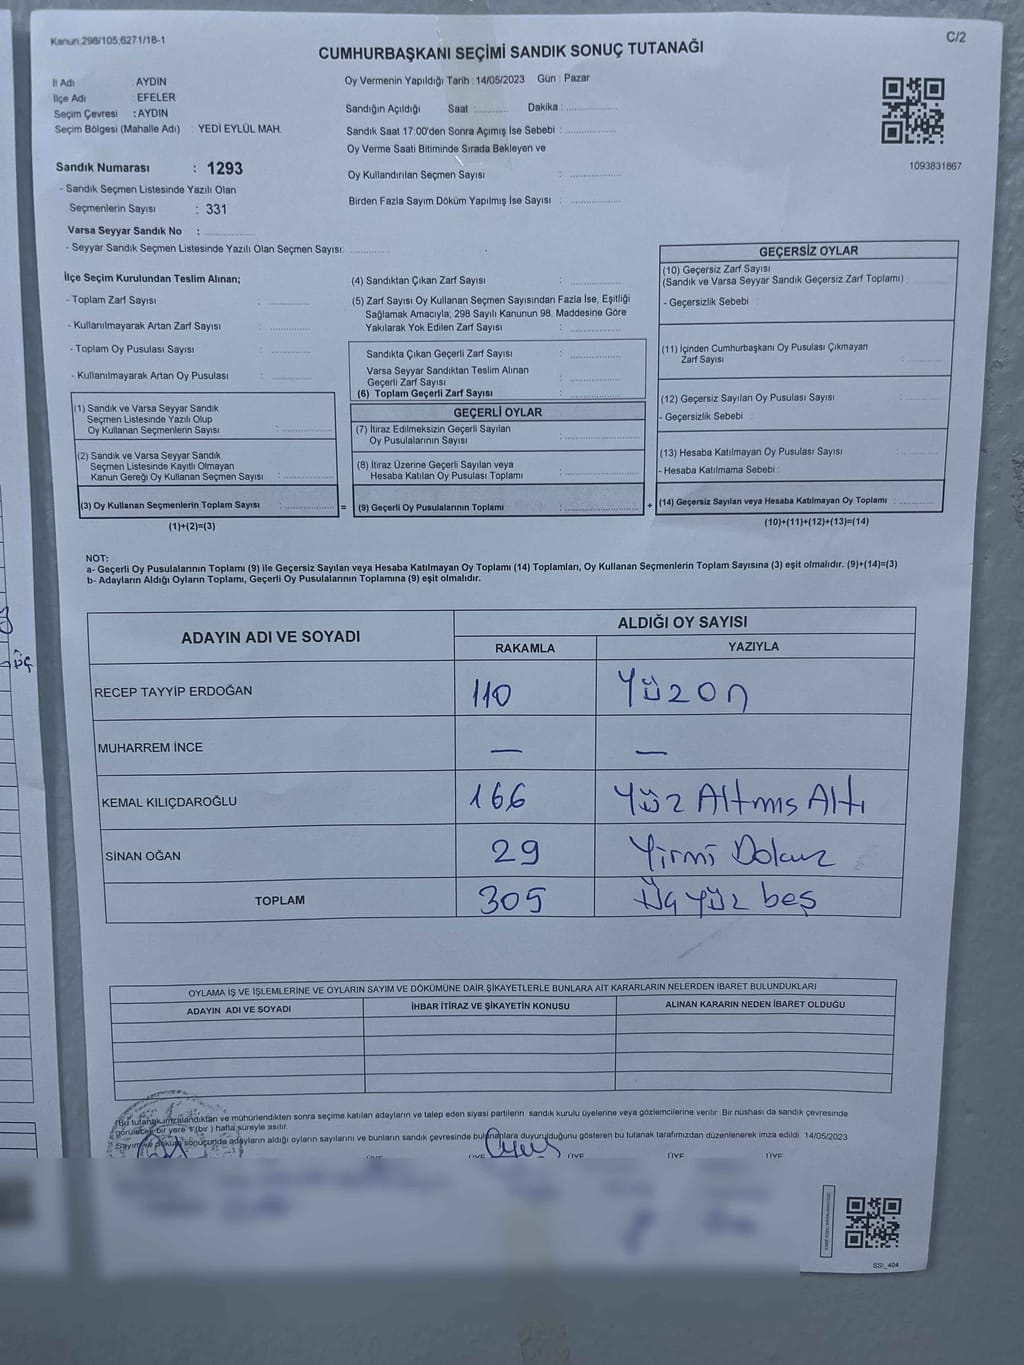 Kanun:298/105,6271/18-1
C/2
CUMHURBAŞKANI SEÇİMİ SANDIK SONUÇ TUTANAĞI
İl Adı : AYDIN
İlçe Adı : EFELER
Seçim Çevresi : AYDIN
Seçim Bölgesi (Mahalle Adı) : YEDİ EYLÜL MAH.
Sandık Numarası : 1293
- Sandık Seçmen Listesinde Yazılı Olan
Seçmenlerin Sayısı : 331
Varsa Seyyar Sandık No : ..............
- Seyyar Sandık Seçmen Listesinde Yazılı Olan Seçmen Sayısı: ............
Oy Vermenin Yapıldığı Tarih : 14/05/2023 Gün : Pazar
Sandığın Açıldığı Saat : ............ Dakika : ................
Sandık Saat 17:00'den Sonra Açımış İse Sebebi : ................
Oy Verme Saati Bitiminde Sırada Bekleyen ve
Oy Kullandırılan Seçmen Sayısı : ................
Birden Fazla Sayım Döküm Yapılmış İse Sayısı : ................
1093831867
İlçe Seçim Kurulundan Teslim Alınan;
- Toplam Zarf Sayısı : ............
- Kullanılmayarak Artan Zarf Sayısı : ............
- Toplam Oy Pusulası Sayısı : ............
- Kullanılmayarak Artan Oy Pusulası : ............
(1) Sandık ve Varsa Seyyar Sandık
Seçmen Listesinde Yazılı Olup
Oy Kullanan Seçmenlerin Sayısı : ................
(2) Sandık ve Varsa Seyyar Sandık
Seçmen Listesinde Kayıtlı Olmayan
Kanun Gereği Oy Kullanan Seçmen Sayısı : ................
(3) Oy Kullanan Seçmenlerin Toplam Sayısı : ................
(1)+(2)=(3)
(4) Sandıktan Çıkan Zarf Sayısı : ................
(5) Zarf Sayısı Oy Kullanan Seçmen Sayısından Fazla İse, Eşitliği
Sağlamak Amacıyla; 298 Sayılı Kanunun 98. Maddesine Göre
Yakılarak Yok Edilen Zarf Sayısı : ................
Sandıkta Çıkan Geçerli Zarf Sayısı : ................
Varsa Seyyar Sandıktan Teslim Alınan
Geçerli Zarf Sayısı : ................
(6) Toplam Geçerli Zarf Sayısı : ................
GEÇERLİ OYLAR
(7) İtiraz Edilmeksizin Geçerli Sayılan
Oy Pusulalarının Sayısı : ................
(8) İtiraz Üzerine Geçerli Sayılan veya
Hesaba Katılan Oy Pusulası Toplamı : ................
= (9) Geçerli Oy Pusulalarının Toplamı : ................
GEÇERSİZ OYLAR
(10) Geçersiz Zarf Sayısı
(Sandık ve Varsa Seyyar Sandık Geçersiz Zarf Toplamı)
- Geçersizlik Sebebi :
(11) İçinden Cumhurbaşkanı Oy Pusulası Çıkmayan
Zarf Sayısı : ............
(12) Geçersiz Sayılan Oy Pusulası Sayısı : ............
- Geçersizlik Sebebi :
(13) Hesaba Katılmayan Oy Pusulası Sayısı : ............
- Hesaba Katılmama Sebebi :
+ (14) Geçersiz Sayılan veya Hesaba Katılmayan Oy Toplamı : ............
(10)+(11)+(12)+(13)=(14)
NOT:
a- Geçerli Oy Pusulalarının Toplamı (9) ile Geçersiz Sayılan veya Hesaba Katılmayan Oy Toplamı (14) Toplamları, Oy Kullanan Seçmenlerin Toplam Sayısına (3) eşit olmalıdır. (9)+(14)=(3)
b- Adayların Aldığı Oyların Toplamı, Geçerli Oy Pusulalarının Toplamına (9) eşit olmalıdır.
ADAYIN ADI VE SOYADI
ALDIĞI OY SAYISI
RAKAMLA YAZIYLA
RECEP TAYYİP ERDOĞAN 110 Yüzon
MUHARREM İNCE — —
KEMAL KILIÇDAROĞLU 166 Yüz Altmıs Altı
SİNAN OĞAN 29 Yirmi Dokuz
TOPLAM 305 Üç yüz beş
OYLAMA İŞ VE İŞLEMLERİNE VE OYLARIN SAYIM VE DÖKÜMÜNE DAİR ŞİKAYETLERLE BUNLARA AİT KARARLARIN NELERDEN İBARET BULUNDUKLARI
ADAYIN ADI VE SOYADI İHBAR İTİRAZ VE ŞİKAYETİN KONUSU ALINAN KARARIN NEDEN İBARET OLDUĞU
Bu tutanak imzalandıktan ve mühürlendikten sonra seçime katılan adayların ve talep eden siyasi partilerin sandık kurulu üyelerine veya gözlemcilerine verilir. Bir nüshası da sandık çevresinde
görülecek bir yere 1 (bir) hafta süreyle asılır.
Sayım ve döküm sonucunda adayların aldığı oyların sayılarını ve bunların sandık çevresinde bulunanlara duyurulduğunu gösteren bu tutanak tarafımızdan düzenlenerek imza edildi. 14/05/2023
ÜYE ÜYE ÜYE ÜYE ÜYE
SSI_404
üç